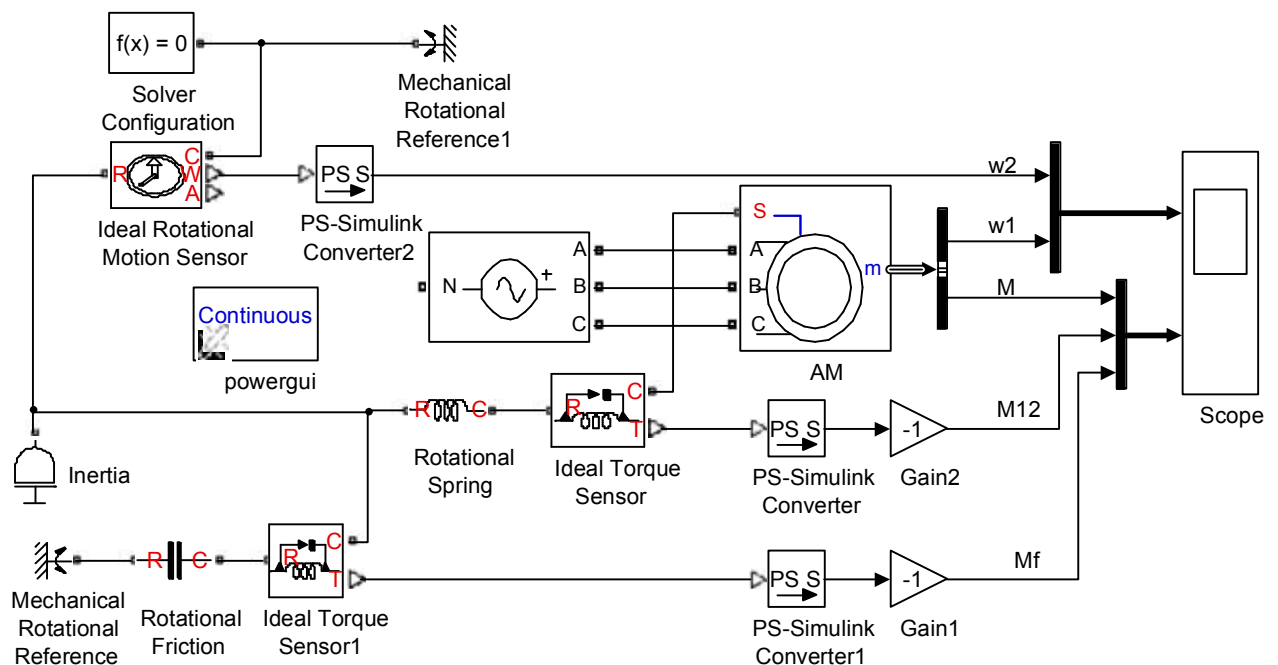 f(x) = 0
Solver
Configuration
Mechanical
Rotational
Reference1
R
C
W
A
Ideal Rotational
Motion Sensor
PS S
PS-Simulink
Converter2
w2
N
+
A
B
C
S
A
B
C
m
AM
w1
M
Continuous
powergui
Scope
R
C
Rotational
Spring
R
C
T
Ideal Torque
Sensor
PS S
PS-Simulink
Converter
-1
Gain2
M12
Inertia
Mechanical
Rotational
Reference
R
C
Rotational
Friction
R
C
T
Ideal Torque
Sensor1
PS S
PS-Simulink
Converter1
-1
Gain1
Mf